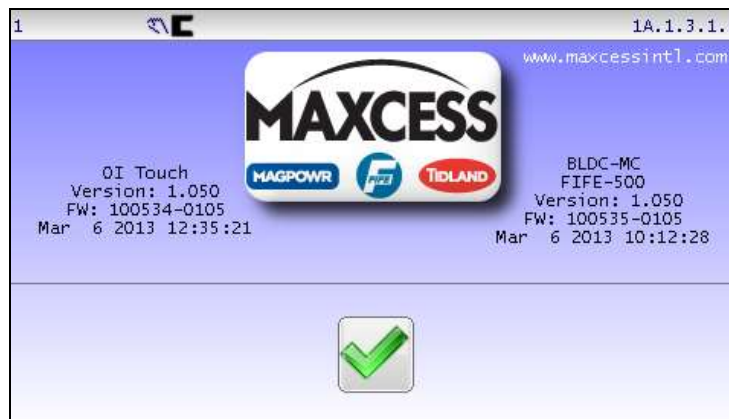 1
1A.1.3.1.
www.maxcessintl.com
MAXCESS
MAGPOWR
FIFE
TIDLAND
OI Touch
Version: 1.050
FW: 100534-0105
Mar  6 2013 12:35:21
BLDC-MC
FIFE-500
Version: 1.050
FW: 100535-0105
Mar  6 2013 10:12:28